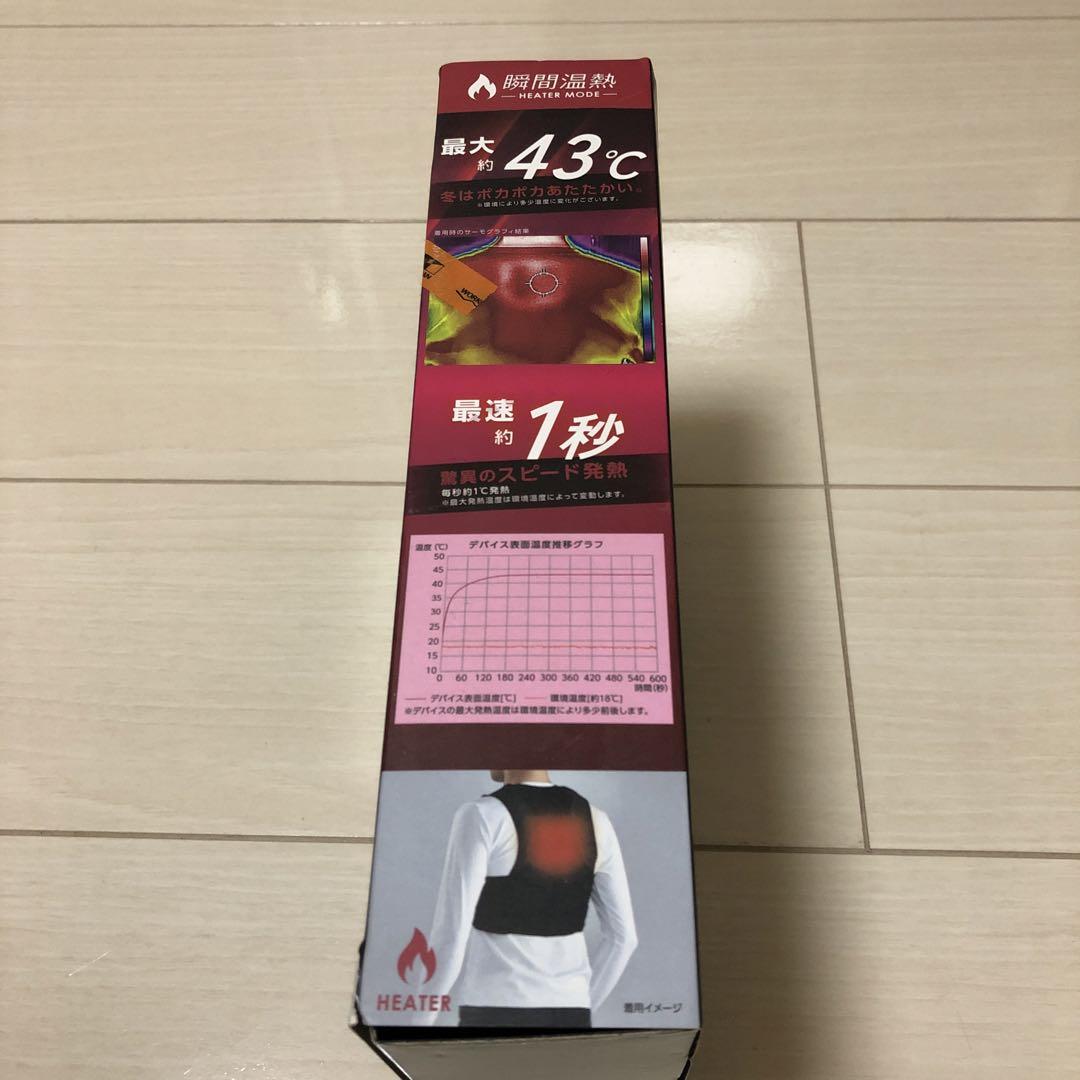 瞬間温熱
HEATER MODE
最大
約
43℃
冬はポカポカあたたかい※
※環境により多少温度に変化がございます。
着用時のサーモグラフィ結果
WORK
最速
約
1秒
驚異のスピード発熱
毎秒約1℃発熱
※最大発熱温度は環境温度によって変動します。
温度(℃)
デバイス表面温度推移グラフ
50
45
40
35
30
25
20
15
10
0 60 120 180 240 300 360 420 480 540 600
時間(秒)
デバイス表面温度[℃] 環境温度[約18℃]
※デバイスの最大発熱温度は環境温度により多少前後します。
HEATER
着用イメージ